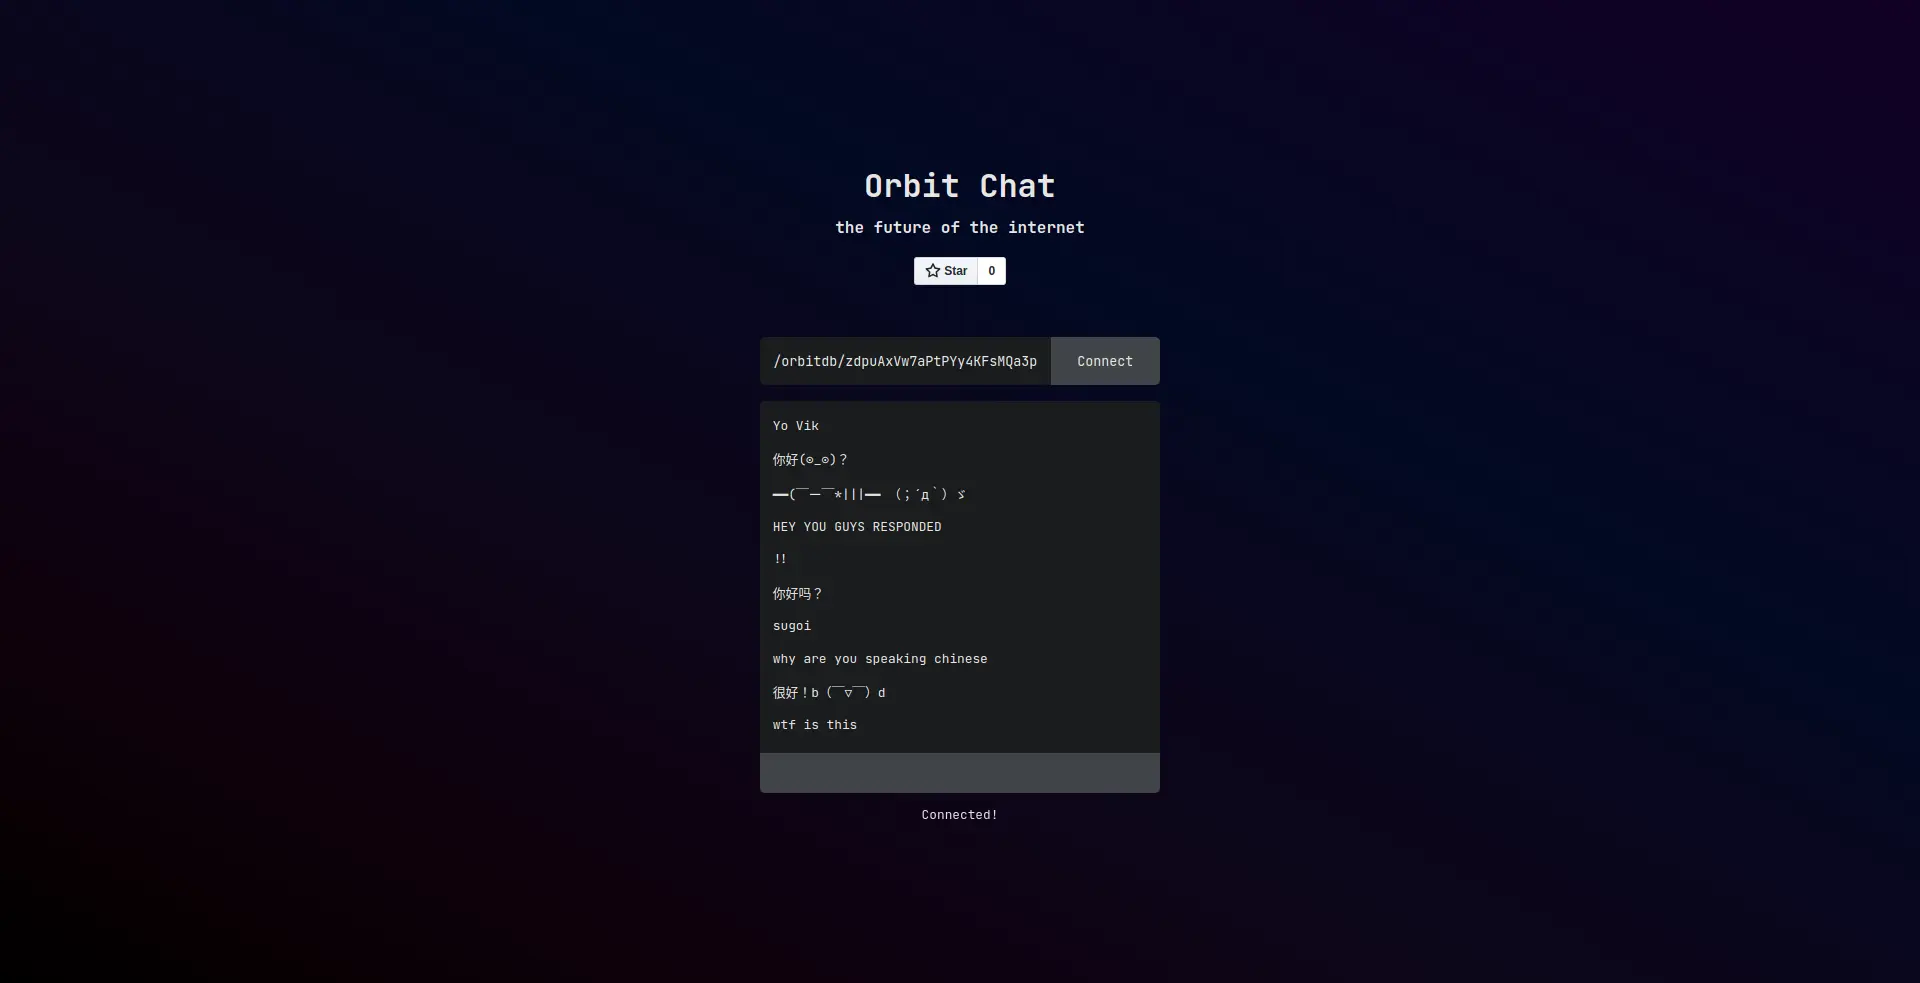 Orbit Chat
the future of the internet
Star 0
/orbitdb/zdpuAxVw7aPtPYy4KFsMQa3p Connect
Yo Vik
你好(⊙_⊙)？
━━(￣ー￣*|||━━ （；´д｀）ゞ
HEY YOU GUYS RESPONDED
!!
你好吗？
sugoi
why are you speaking chinese
很好！b（￣▽￣）d
wtf is this
Connected!